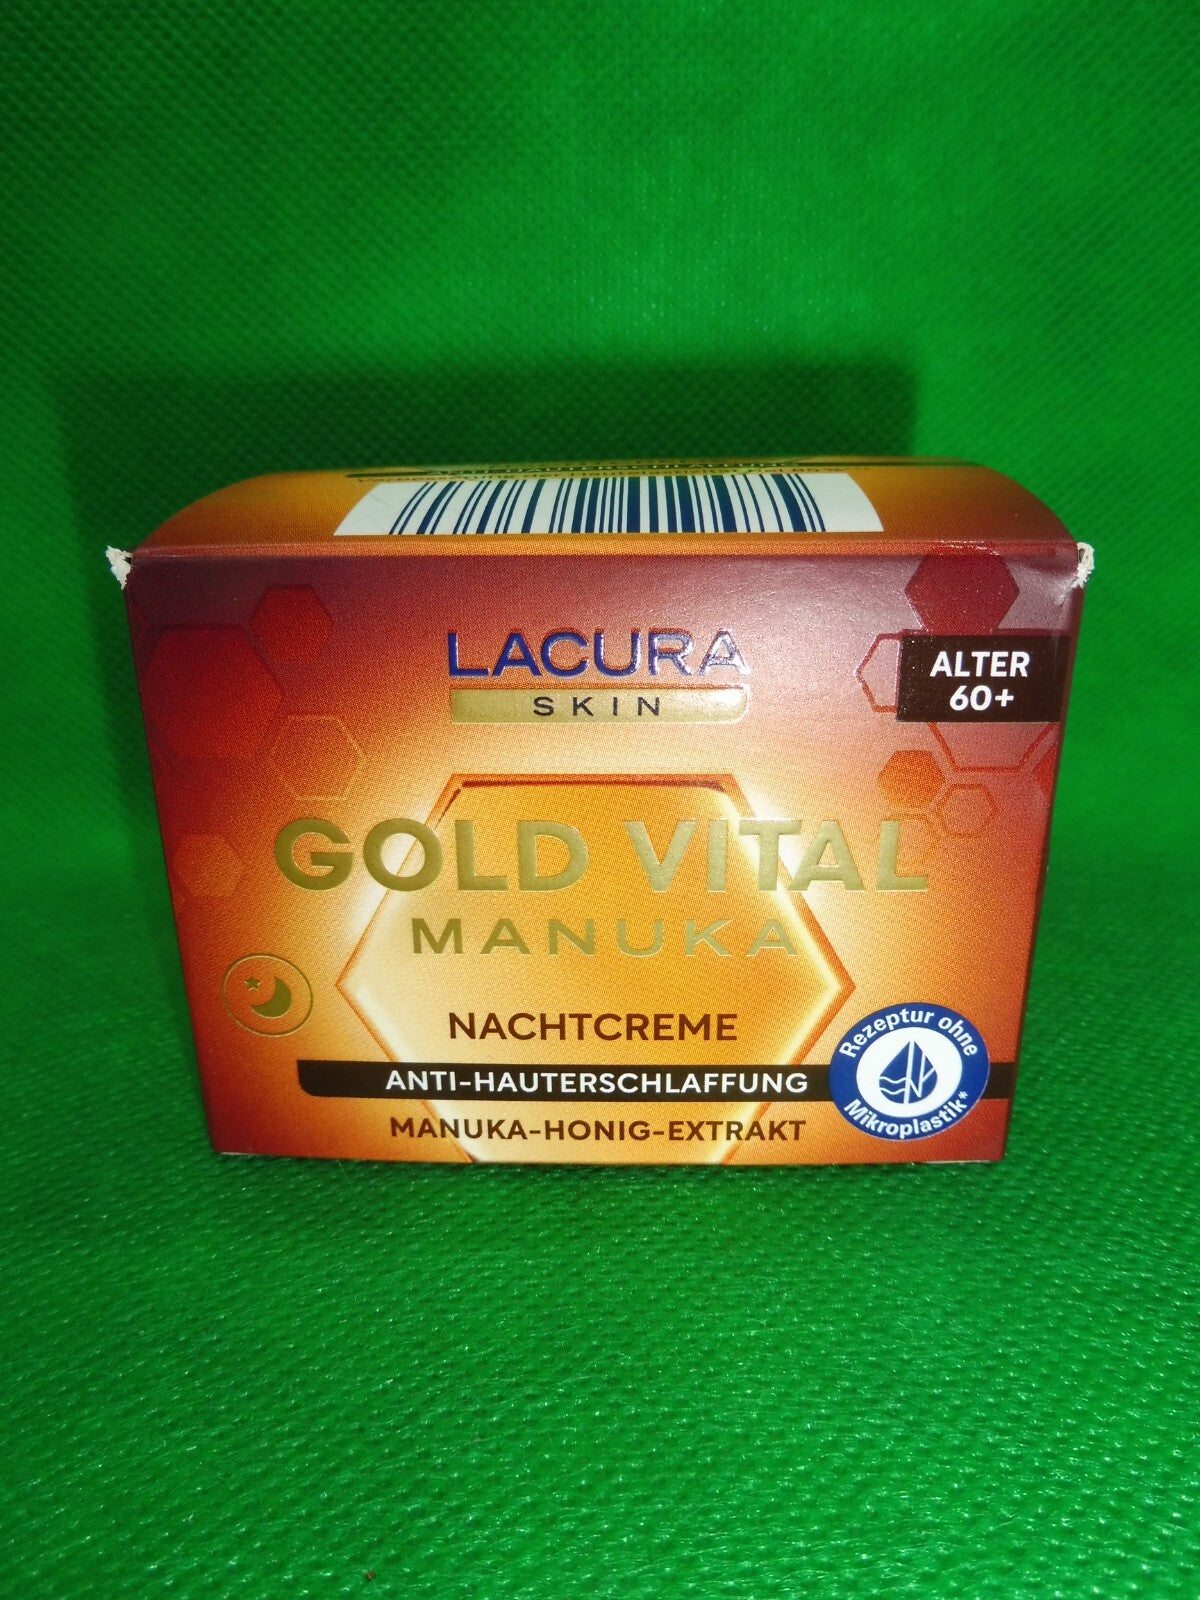 LACURA
SKIN
ALTER
60+
GOLD VITAL
MANUKA
NACHTCREME
ANTI-HAUTERSCHLAFFUNG
MANUKA-HONIG-EXTRAKT
Rezeptur ohne
Mikroplastik*